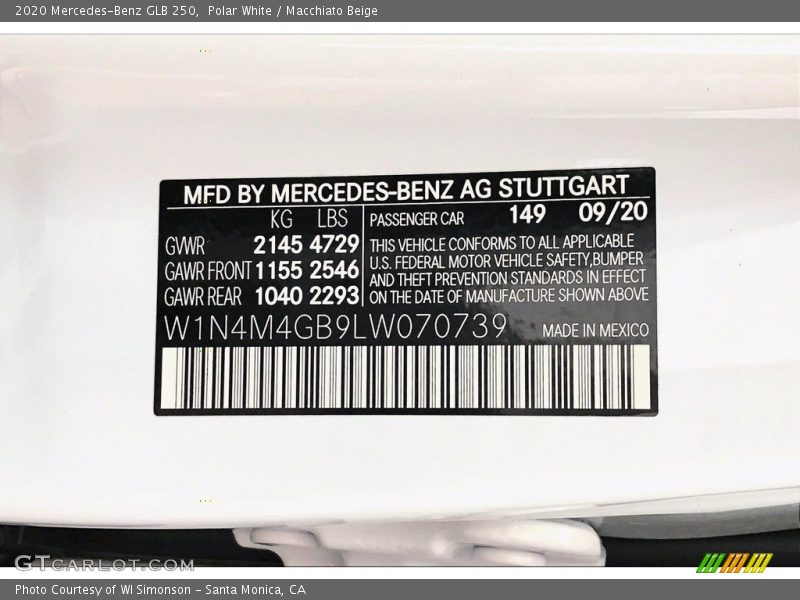 2020 Mercedes-Benz GLB 250,  Polar White / Macchiato Beige
MFD BY MERCEDES-BENZ AG STUTTGART
KG LBS PASSENGER CAR 149 09/20
GVWR 2145 4729 THIS VEHICLE CONFORMS TO ALL APPLICABLE
GAWR FRONT 1155 2546 U.S. FEDERAL MOTOR VEHICLE SAFETY,BUMPER
AND THEFT PREVENTION STANDARDS IN EFFECT
GAWR REAR 1040 2293 ON THE DATE OF MANUFACTURE SHOWN ABOVE
W1N4M4GB9LW070739 MADE IN MEXICO
GTCARLOT.COM
Photo Courtesy of WI Simonson - Santa Monica, CA